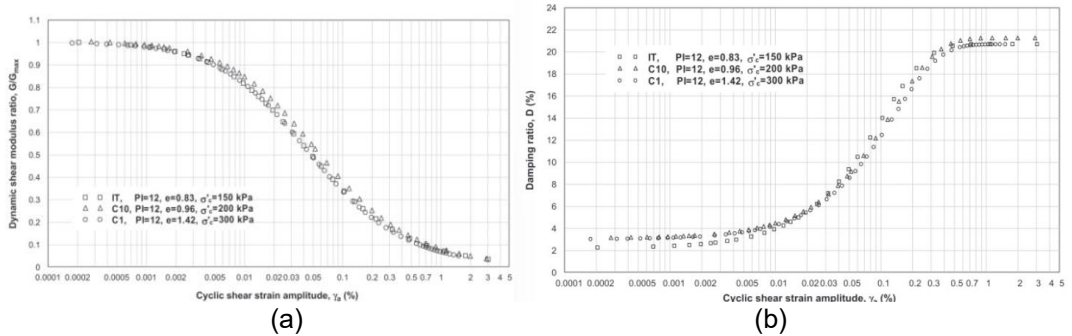 1.1
1
0.9
0.8
0.7
0.6
0.5
0.4
0.3
0.2
0.1
0
Dynamic shear modulus ratio, G/Gmax
□ □ IT, PI=12, e=0.83, σ'c=150 kPa
△ △ C10, PI=12, e=0.96, σ'c=200 kPa
○ ○ C1, PI=12, e=1.42, σ'c=300 kPa
0.0001 0.0002 0.0005 0.001 0.002 0.005 0.01 0.020.03 0.05 0.1 0.2 0.3 0.50.7 1 2 3 4 5
Cyclic shear strain amplitude, γa (%)
(a)
24
22
20
18
16
14
12
10
8
6
4
2
0
Damping ratio, D (%)
□ □ IT, PI=12, e=0.83, σ'c=150 kPa
△ △ C10, PI=12, e=0.96, σ'c=200 kPa
○ ○ C1, PI=12, e=1.42, σ'c=300 kPa
0.0001 0.0002 0.0005 0.001 0.002 0.005 0.01 0.020.03 0.05 0.1 0.2 0.3 0.50.7 1 2 3 4 5
Cyclic shear strain amplitude, γa (%)
(b)